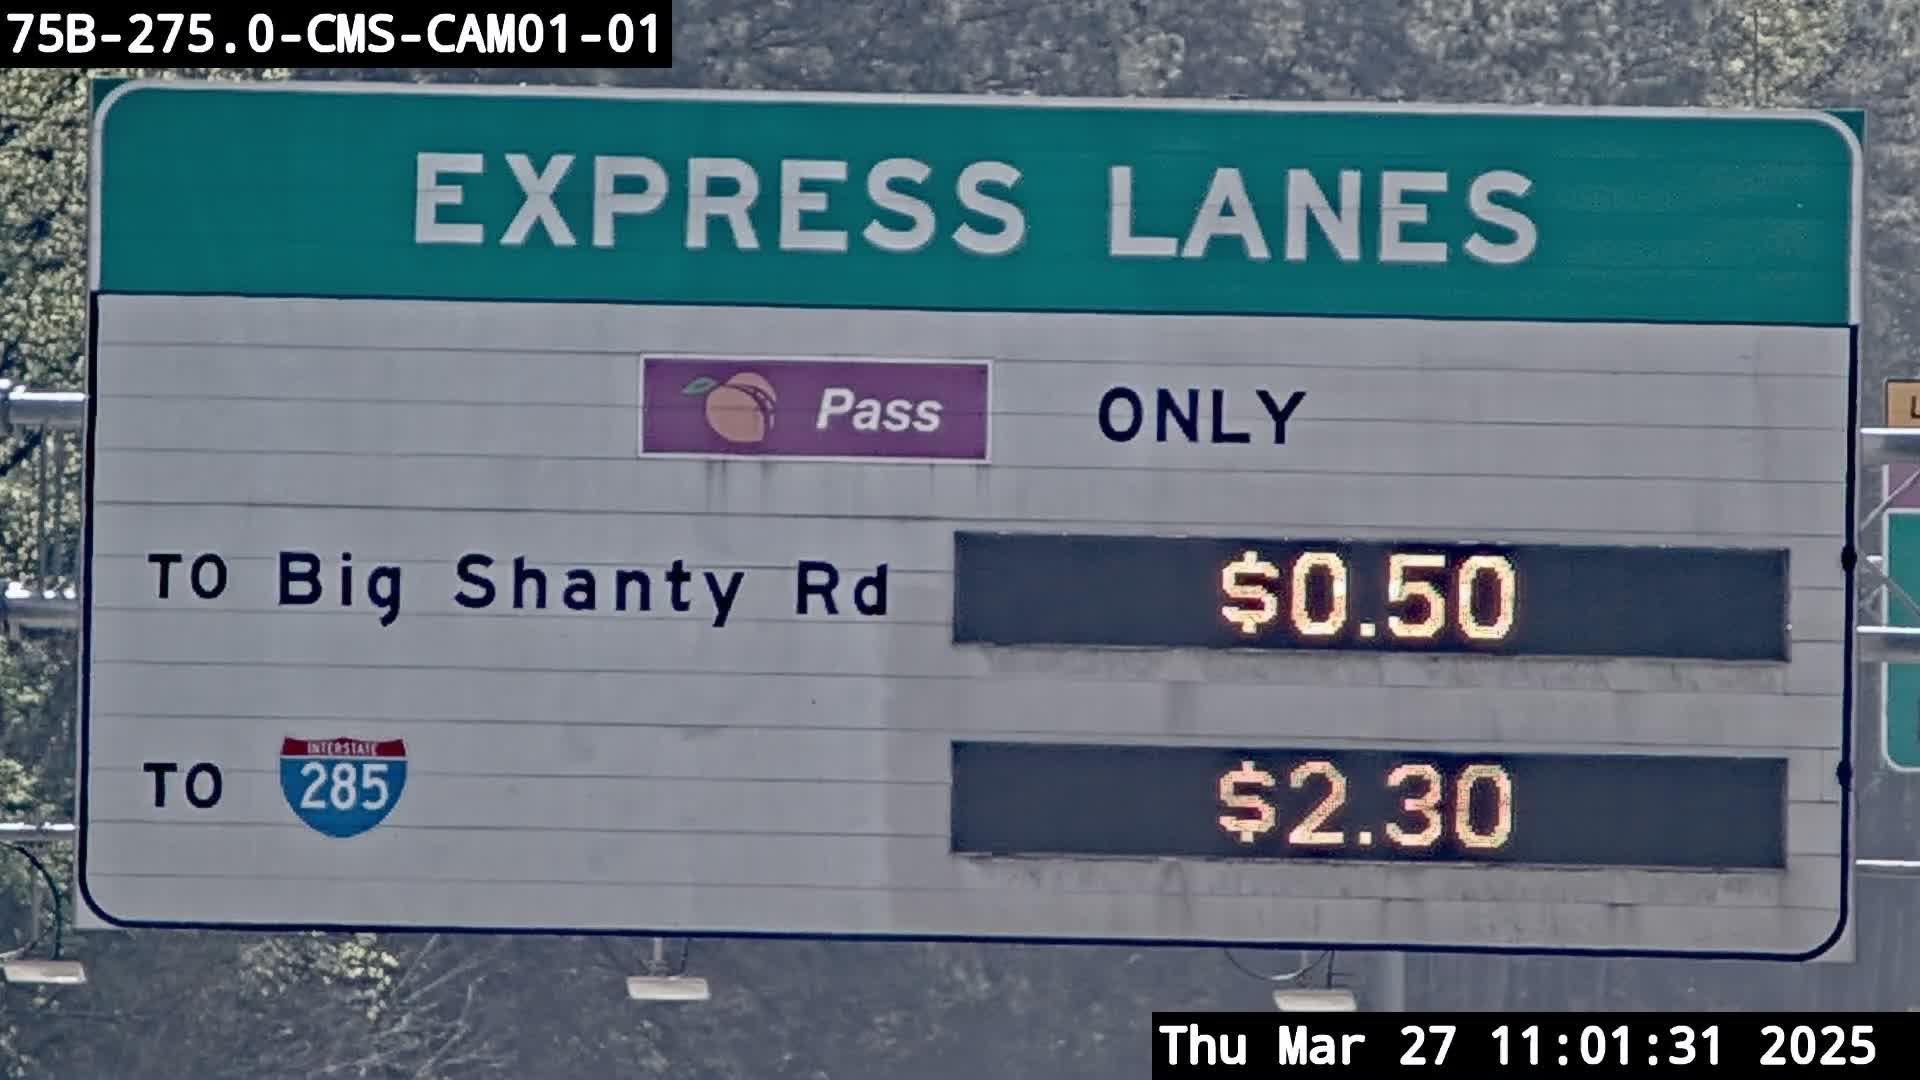 75B-275.0-CMS-CAM01-01
EXPRESS LANES
Pass ONLY
TO Big Shanty Rd $0.50
TO INTERSTATE 285 $2.30
Thu Mar 27 11:01:31 2025